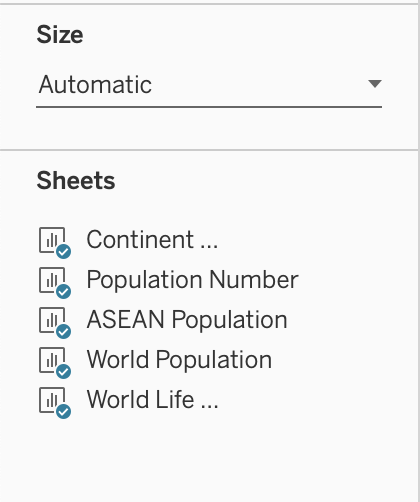 Size
Automatic
Sheets
Continent ...
Population Number
ASEAN Population
World Population
World Life ...